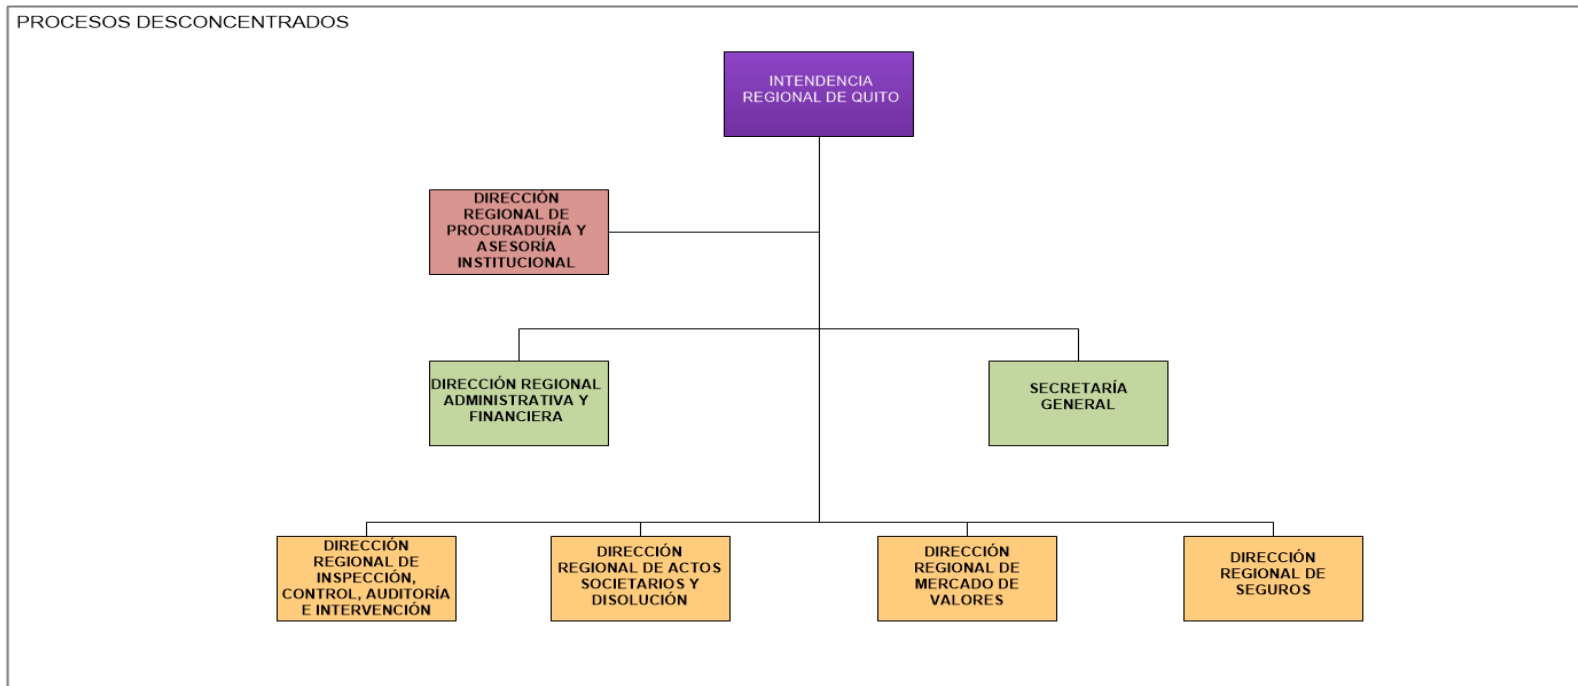 PROCESOS DESCONCENTRADOS
INTENDENCIA
REGIONAL DE QUITO
DIRECCIÓN
REGIONAL DE
PROCURADURÍA Y
ASESORÍA
INSTITUCIONAL
DIRECCIÓN REGIONAL
ADMINISTRATIVA Y
FINANCIERA
SECRETARÍA
GENERAL
DIRECCIÓN
REGIONAL DE
INSPECCIÓN,
CONTROL, AUDITORÍA
E INTERVENCIÓN
DIRECCIÓN
REGIONAL DE ACTOS
SOCIETARIOS Y
DISOLUCIÓN
DIRECCIÓN
REGIONAL DE
MERCADO DE
VALORES
DIRECCIÓN
REGIONAL DE
SEGUROS